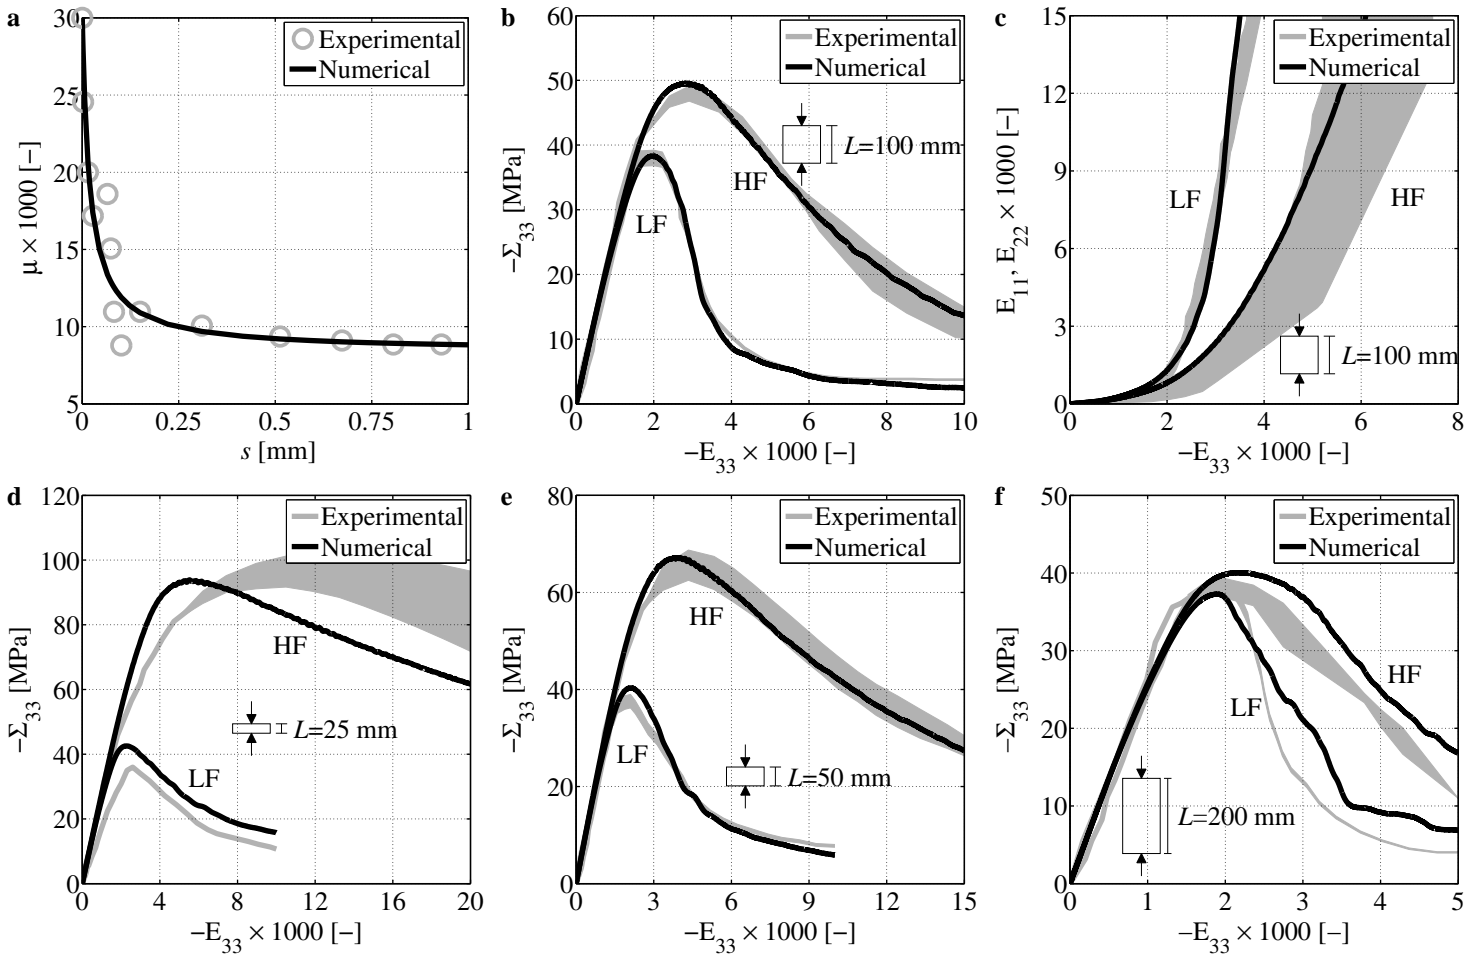 a
30
25
20
15
10
5
0
0.25
0.5
0.75
1
μ × 1000 [–]
s [mm]
Experimental
Numerical
b
–60
50
40
30
20
10
0
0
2
4
6
8
10
–Σ33 [MPa]
–E33 × 1000 [–]
Experimental
Numerical
L=100 mm
HF
LF
c
15
12
9
6
3
0
0
2
4
6
8
E11, E22 × 1000 [–]
–E33 × 1000 [–]
Experimental
Numerical
LF
HF
L=100 mm
d
120
100
80
60
40
20
0
0
4
8
12
16
20
–Σ33 [MPa]
–E33 × 1000 [–]
Experimental
Numerical
HF
L=25 mm
LF
e
80
60
40
20
0
0
3
6
9
12
15
–Σ33 [MPa]
–E33 × 1000 [–]
Experimental
Numerical
HF
LF
L=50 mm
f
50
40
30
20
10
0
0
1
2
3
4
5
–Σ33 [MPa]
–E33 × 1000 [–]
Experimental
Numerical
HF
LF
L=200 mm